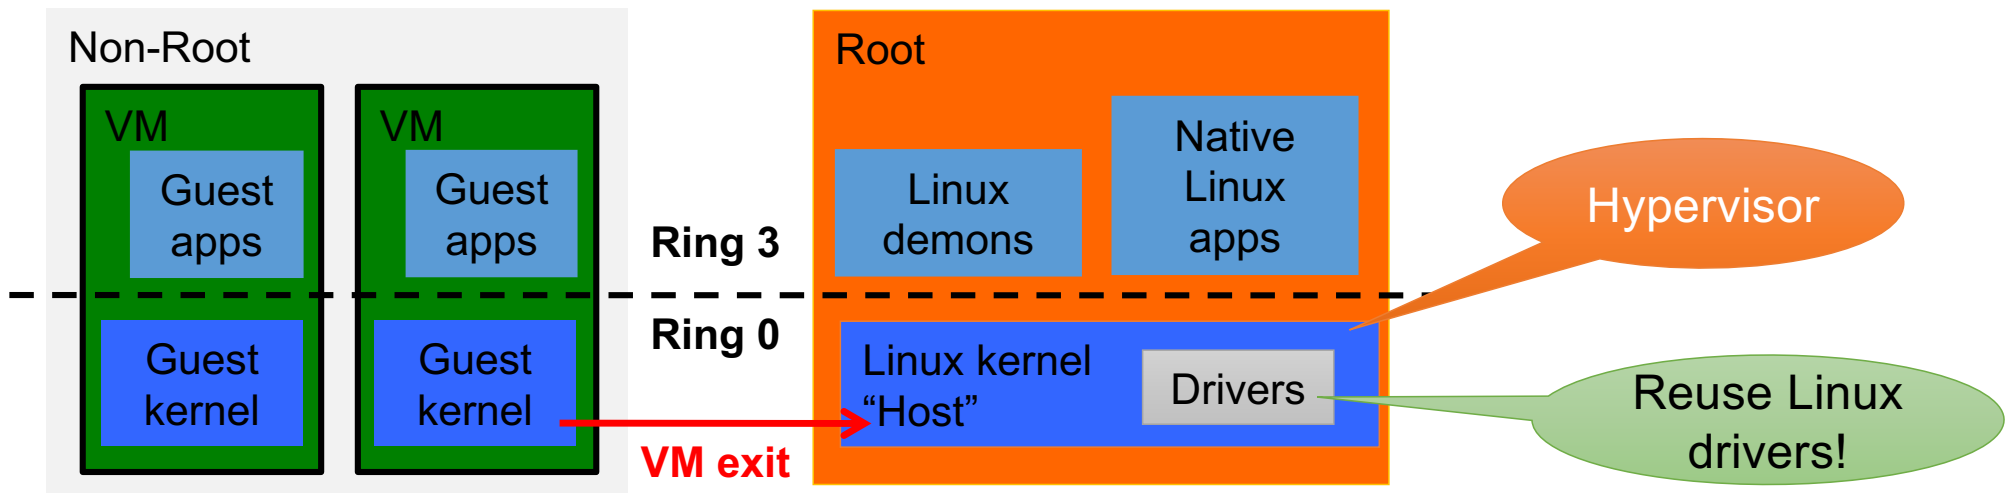 Non-Root
VM
Guest
apps
Guest
kernel
VM
Guest
apps
Guest
kernel
Ring 3
Ring 0
VM exit
Root
Linux
demons
Native
Linux
apps
Linux kernel
“Host”
Drivers
Hypervisor
Reuse Linux
drivers!